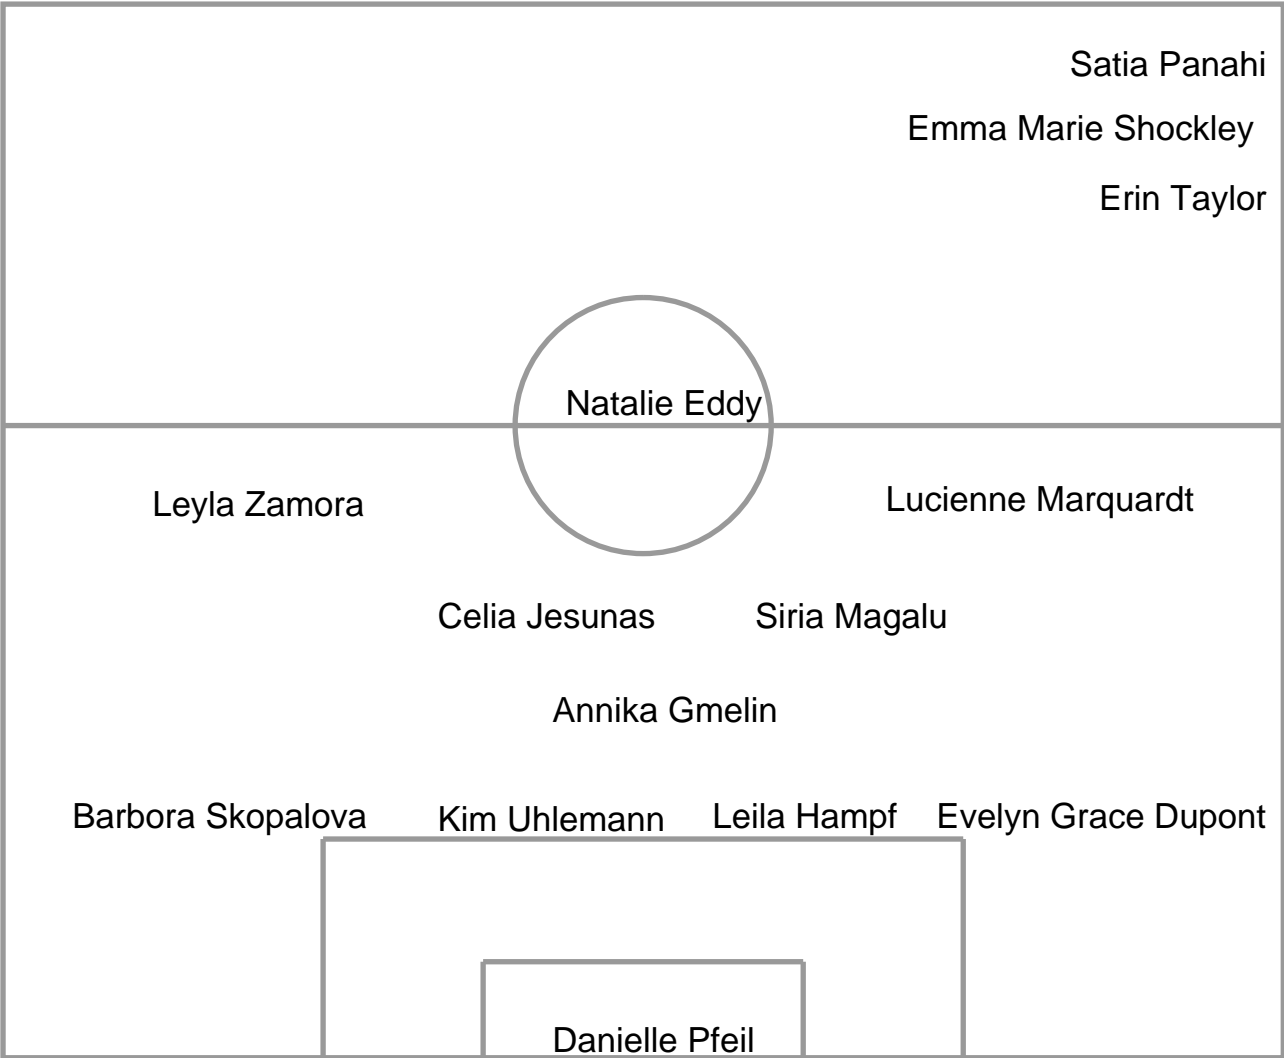 Satia Panahi
Emma Marie Shockley
Erin Taylor
Natalie Eddy
Leyla Zamora
Lucienne Marquardt
Celia Jesunas
Siria Magalu
Annika Gmelin
Barbora Skopalova
Kim Uhlemann
Leila Hampf
Evelyn Grace Dupont
Danielle Pfeil